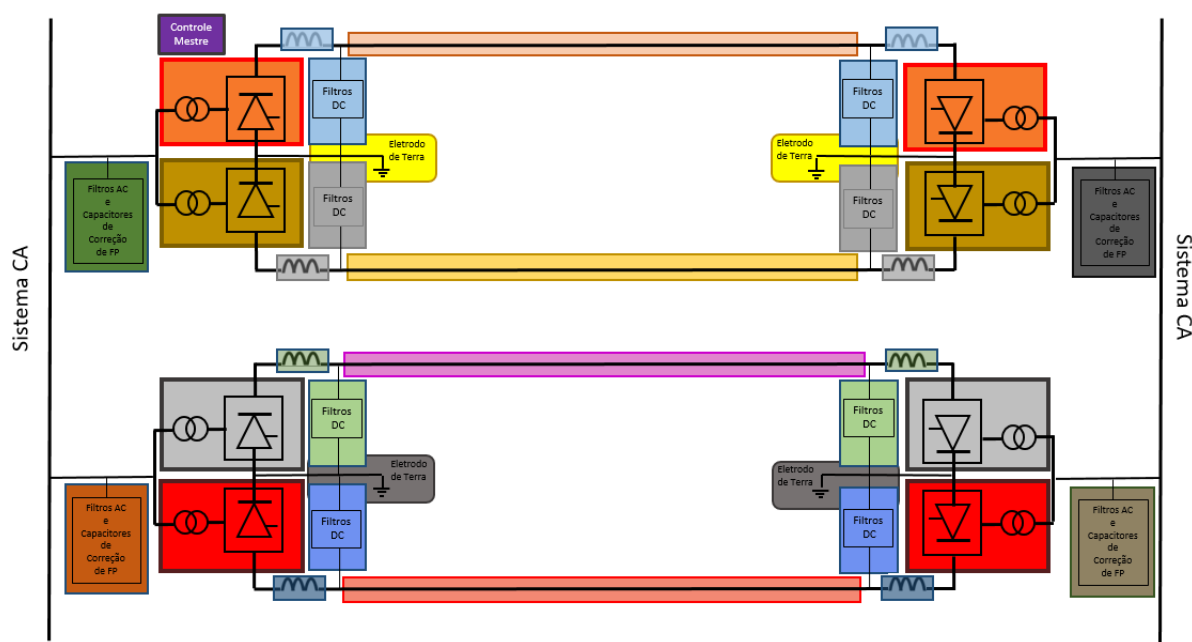 Controle
Mestre
Filtros
DC
Filtros
DC
Eletrodo
de Terra
Eletrodo
de Terra
Filtros AC
e
Capacitores
de
Correção
de FP
Filtros
DC
Filtros
DC
Filtros AC
e
Capacitores
de
Correção
de FP
Sistema CA
Sistema CA
Filtros
DC
Filtros
DC
Eletrodo
de Terra
Eletrodo
de Terra
Filtros AC
e
Capacitores
de
Correção
de FP
Filtros
DC
Filtros
DC
Filtros AC
e
Capacitores
de
Correção
de FP